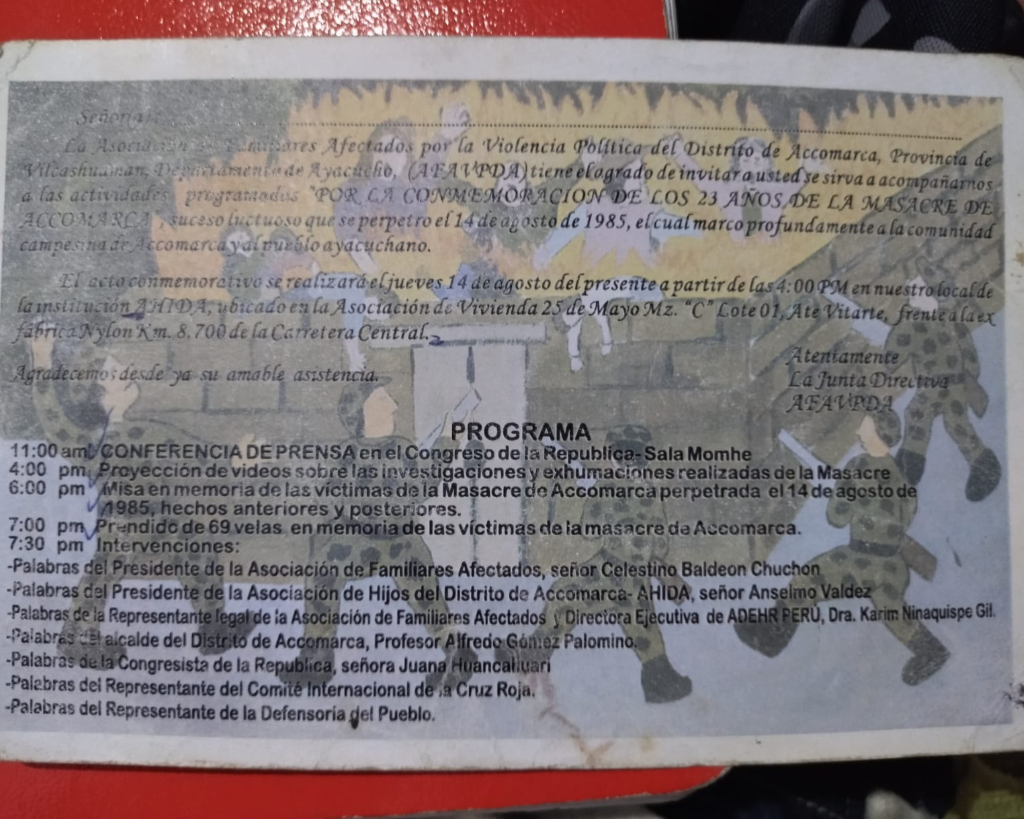 Señor(a):
La Asociación de Familiares Afectados por la Violencia Política del Distrito de Accomarca, Provincia de
Vilcashuaman, Departamento de Ayacucho, (AFAVPDA) tiene el agrado de invitar a usted se sirva a acompañarnos
a las actividades programadas "POR LA CONMEMORACION DE LOS 23 AÑOS DE LA MASACRE DE
ACCOMARCA" suceso luctuoso que se perpetro el 14 de agosto de 1985, el cual marco profundamente a la comunidad
campesina de Accomarca y al pueblo ayacuchano.
El acto conmemorativo se realizará el jueves 14 de agosto del presente a partir de las 4:00 PM en nuestro local de
la institución AHIDA, ubicado en la Asociación de Vivienda 25 de Mayo Mz. "C" Lote 01, Ate Vitarte, frente a la ex
fábrica Nylon Km. 8.700 de la Carretera Central.
Agradecemos desde ya su amable asistencia.
Atentamente
La Junta Directiva
AFAVPDA
PROGRAMA
11:00 am CONFERENCIA DE PRENSA en el Congreso de la Republica- Sala Momhe
4:00 pm Proyección de videos sobre las investigaciones y exhumaciones realizadas de la Masacre
6:00 pm Misa en memoria de las víctimas de la Masacre de Accomarca perpetrada el 14 de agosto de
1985, hechos anteriores y posteriores.
7:00 pm Prendido de 69 velas en memoria de las víctimas de la masacre de Accomarca.
7:30 pm Intervenciones:
-Palabras del Presidente de la Asociación de Familiares Afectados, señor Celestino Baldeon Chuchon
-Palabras del Presidente de la Asociación de Hijos del Distrito de Accomarca- AHIDA, señor Anselmo Valdez
-Palabras de la Representante legal de la Asociación de Familiares Afectados y Directora Ejecutiva de ADEHR PERÚ, Dra. Karim Ninaquispe Gil.
-Palabras del alcalde del Distrito de Accomarca, Profesor Alfredo Gómez Palomino.
-Palabras de la Congresista de la Republica, señora Juana Huancahuari
-Palabras del Representante del Comité Internacional de la Cruz Roja.
-Palabras del Representante de la Defensoría del Pueblo.